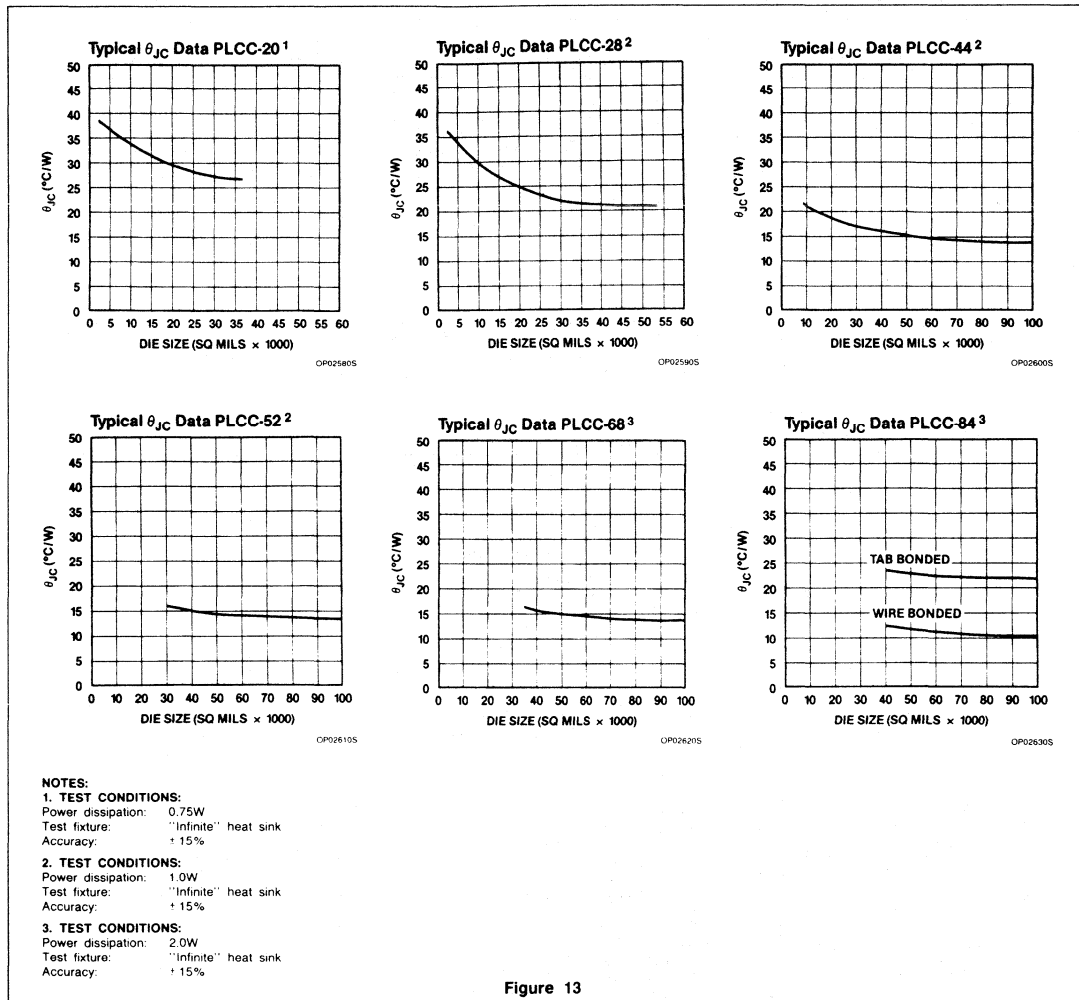 Typical θJC Data PLCC-20 1
50
45
40
35
30
25
20
15
10
5
0
θJC (°C/W)
0 5 10 15 20 25 30 35 40 45 50 55 60
DIE SIZE (SQ MILS × 1000)
OP02580S
Typical θJC Data PLCC-28 2
50
45
40
35
30
25
20
15
10
5
0
θJC (°C/W)
0 5 10 15 20 25 30 35 40 45 50 55 60
DIE SIZE (SQ MILS × 1000)
OP02590S
Typical θJC Data PLCC-44 2
50
45
40
35
30
25
20
15
10
5
0
θJC (°C/W)
0 10 20 30 40 50 60 70 80 90 100
DIE SIZE (SQ MILS × 1000)
OP02600S
Typical θJC Data PLCC-52 2
50
45
40
35
30
25
20
15
10
5
0
θJC (°C/W)
0 10 20 30 40 50 60 70 80 90 100
DIE SIZE (SQ MILS × 1000)
OP02610S
Typical θJC Data PLCC-68 3
50
45
40
35
30
25
20
15
10
5
0
θJC (°C/W)
0 10 20 30 40 50 60 70 80 90 100
DIE SIZE (SQ MILS × 1000)
OP02620S
Typical θJC Data PLCC-84 3
50
45
40
35
30
25
20
15
10
5
0
θJC (°C/W)
TAB BONDED
WIRE BONDED
0 10 20 30 40 50 60 70 80 90 100
DIE SIZE (SQ MILS × 1000)
OP02630S
NOTES:
1. TEST CONDITIONS:
Power dissipation: 0.75W
Test fixture: "Infinite" heat sink
Accuracy: ± 15%
2. TEST CONDITIONS:
Power dissipation: 1.0W
Test fixture: "Infinite" heat sink
Accuracy: ± 15%
3. TEST CONDITIONS:
Power dissipation: 2.0W
Test fixture: "Infinite" heat sink
Accuracy: ± 15%
Figure 13